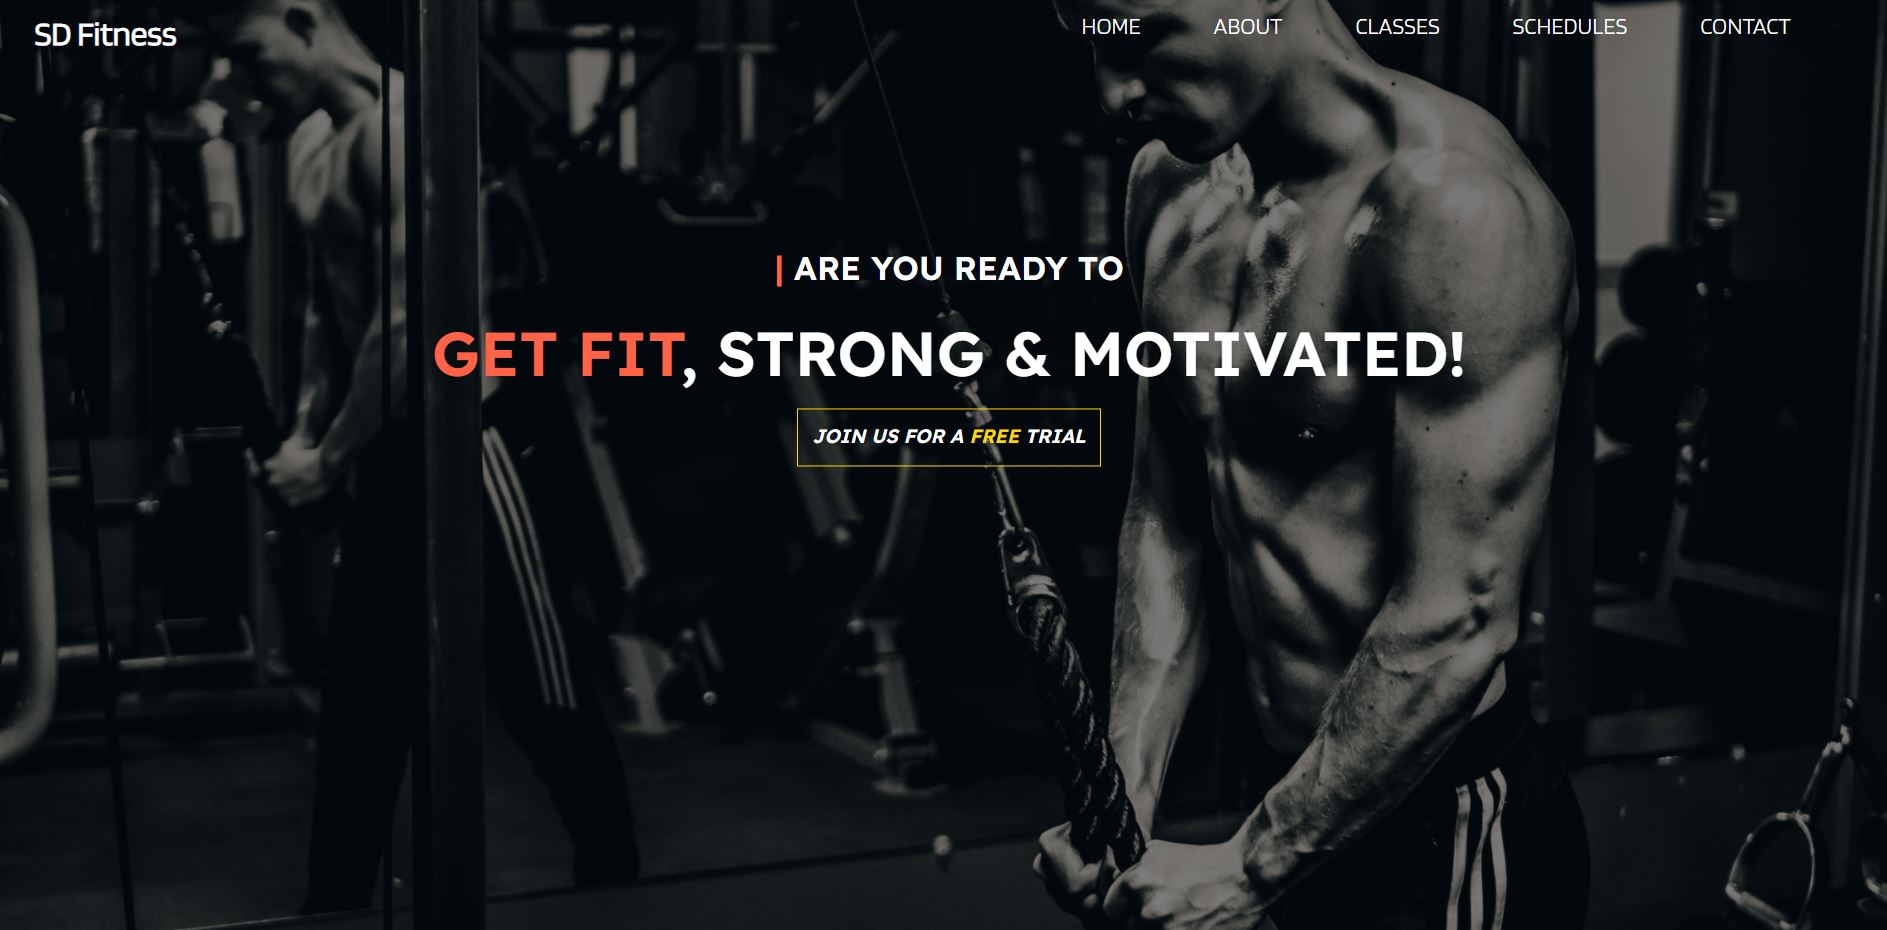 SD Fitness
HOME ABOUT CLASSES SCHEDULES CONTACT
| ARE YOU READY TO
GET FIT, STRONG & MOTIVATED!
JOIN US FOR A FREE TRIAL